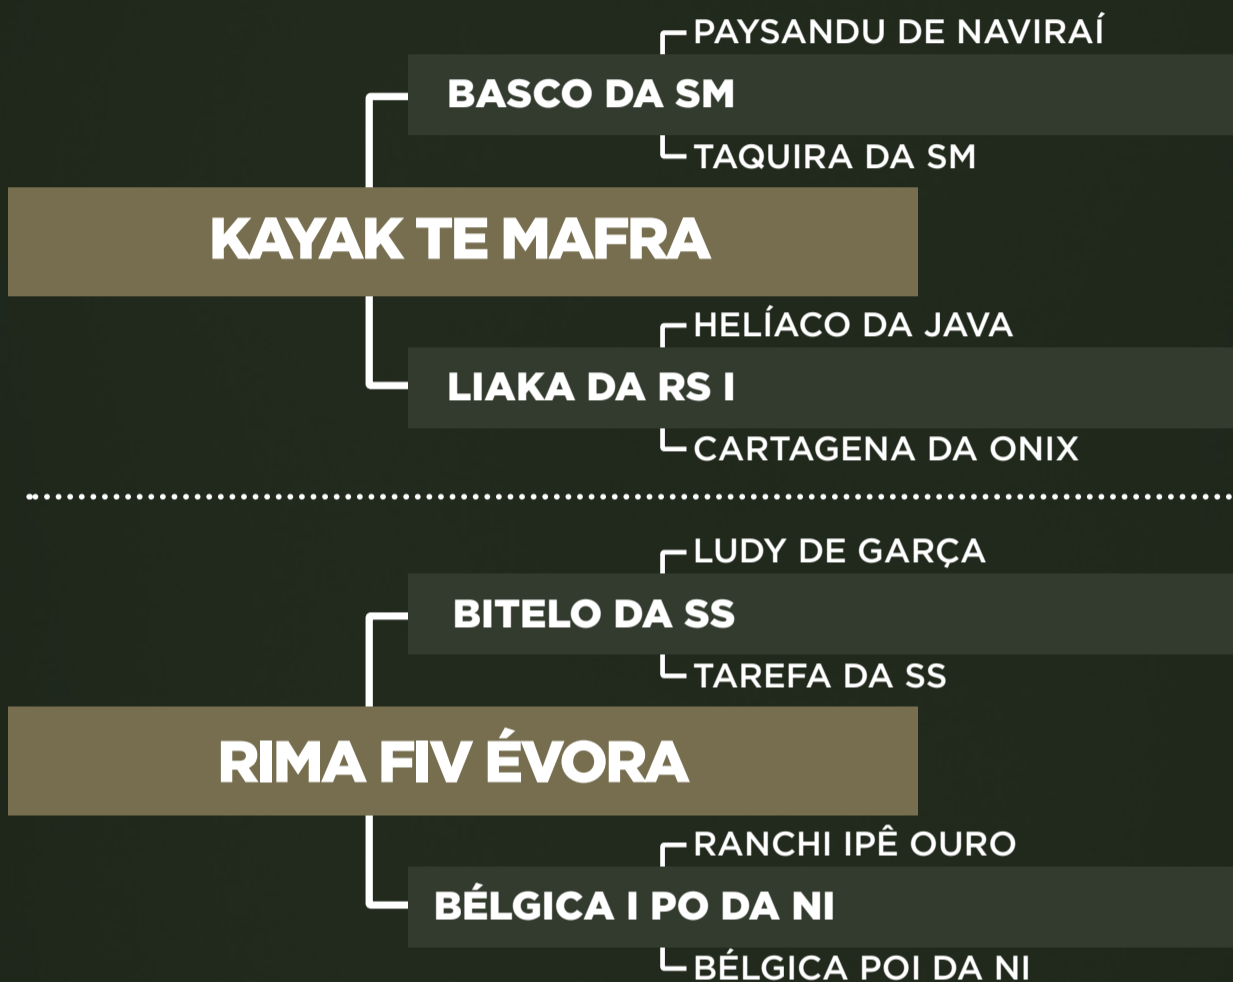 PAYSANDU DE NAVIRAÍ
BASCO DA SM
TAQUIRA DA SM
KAYAK TE MAFRA
HELÍACO DA JAVA
LIAKA DA RS I
CARTAGENA DA ONIX
LUDY DE GARÇA
BITELO DA SS
TAREFA DA SS
RIMA FIV ÉVORA
RANCHI IPÊ OURO
BÉLGICA I PO DA NI
BÉLGICA POI DA NI